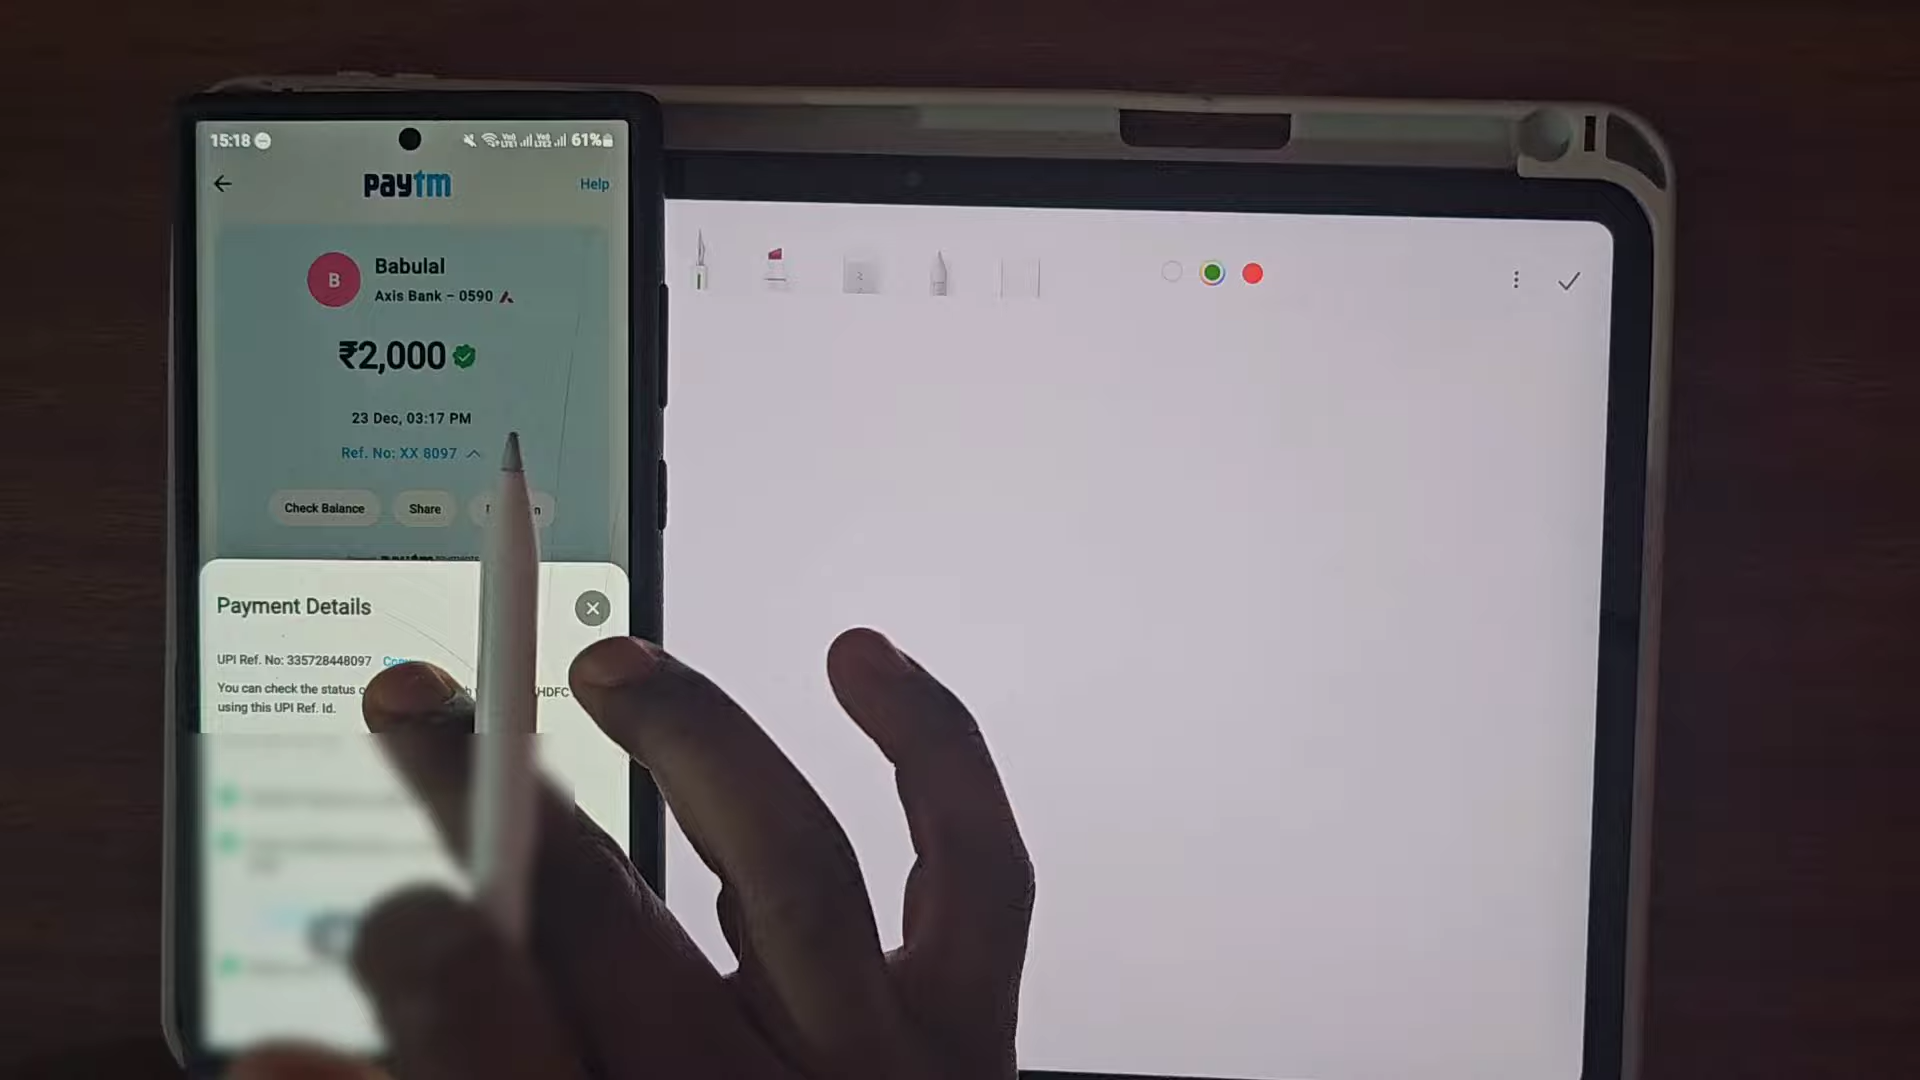 15:18 61%
paytm Help
B Babulal
Axis Bank - 0590
₹2,000
23 Dec, 03:17 PM
Ref. No: XX 8097
Check Balance Share
paytm payments
Payment Details
UPI Ref. No: 335728448097 Copy
You can check the status HDFC
using this UPI Ref. Id.